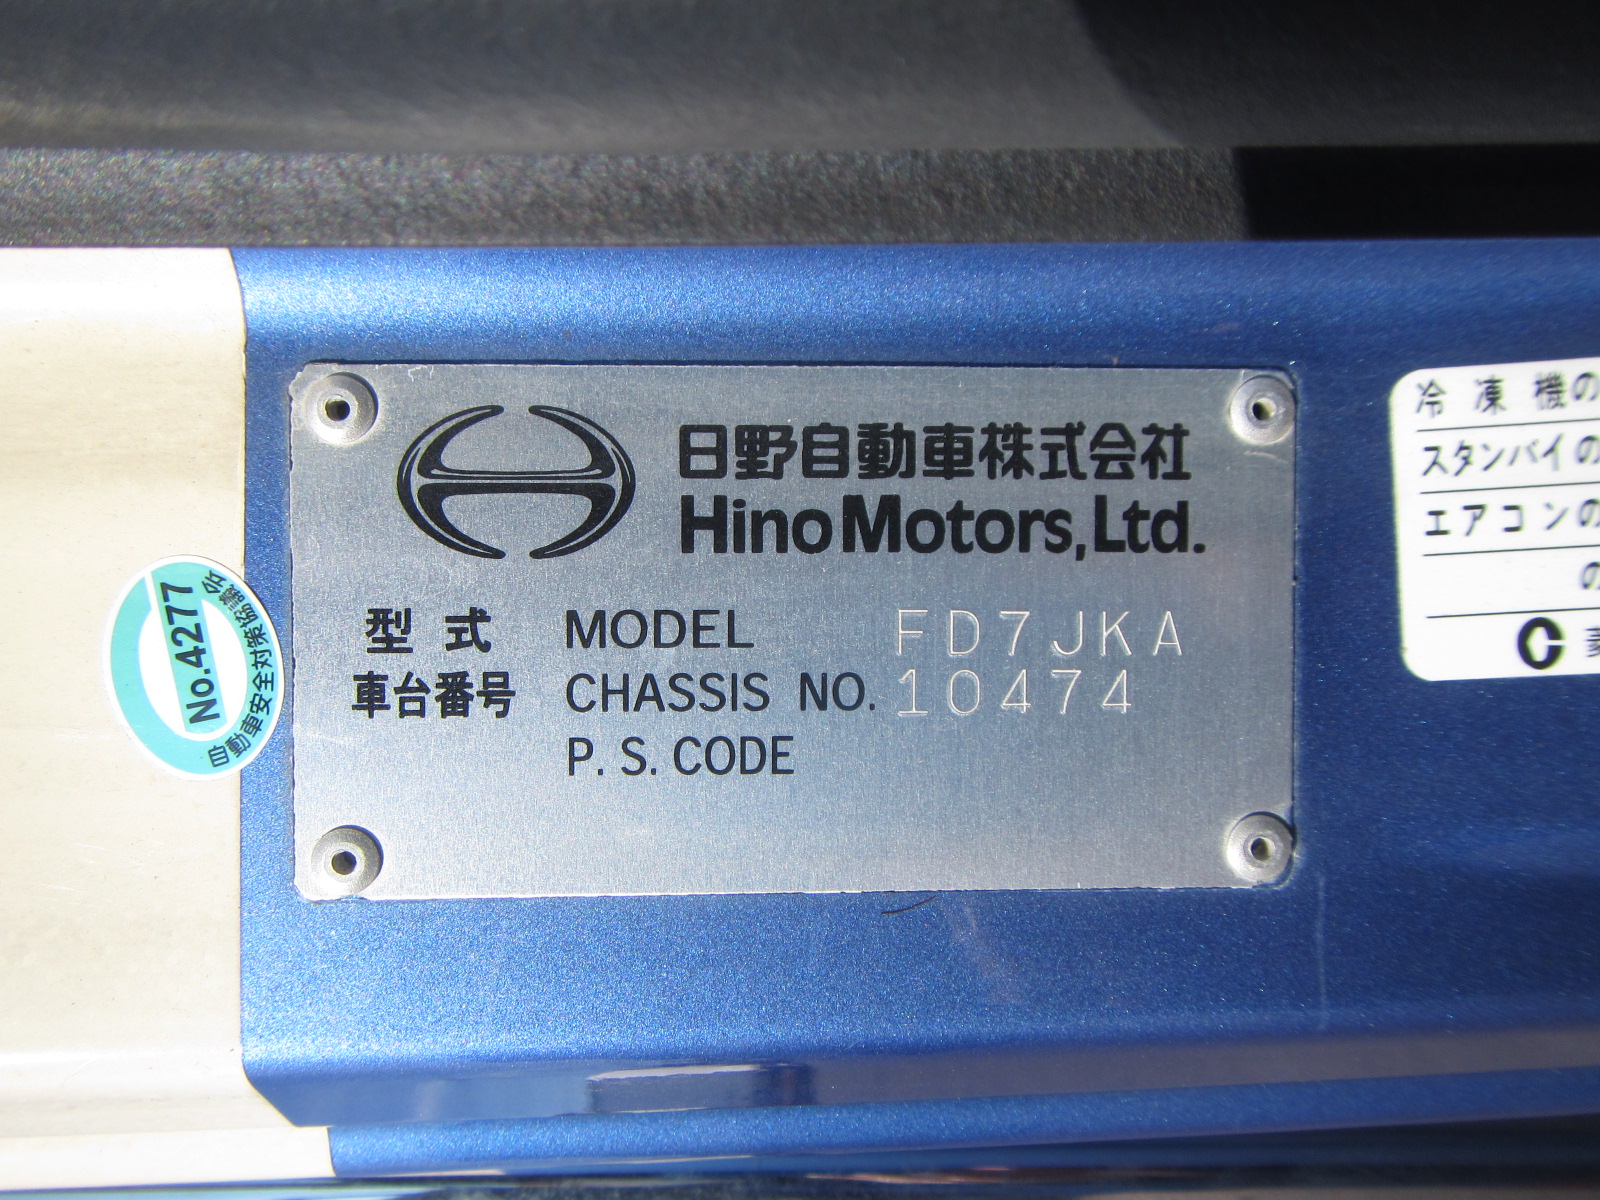 日野自動車株式会社
Hino Motors, Ltd.
型式 MODEL FD7JKA
車台番号 CHASSIS NO. 10474
P. S. CODE
No.4277
自動車安全対策協議会
冷凍機の
スタンバイの
エアコンの
の